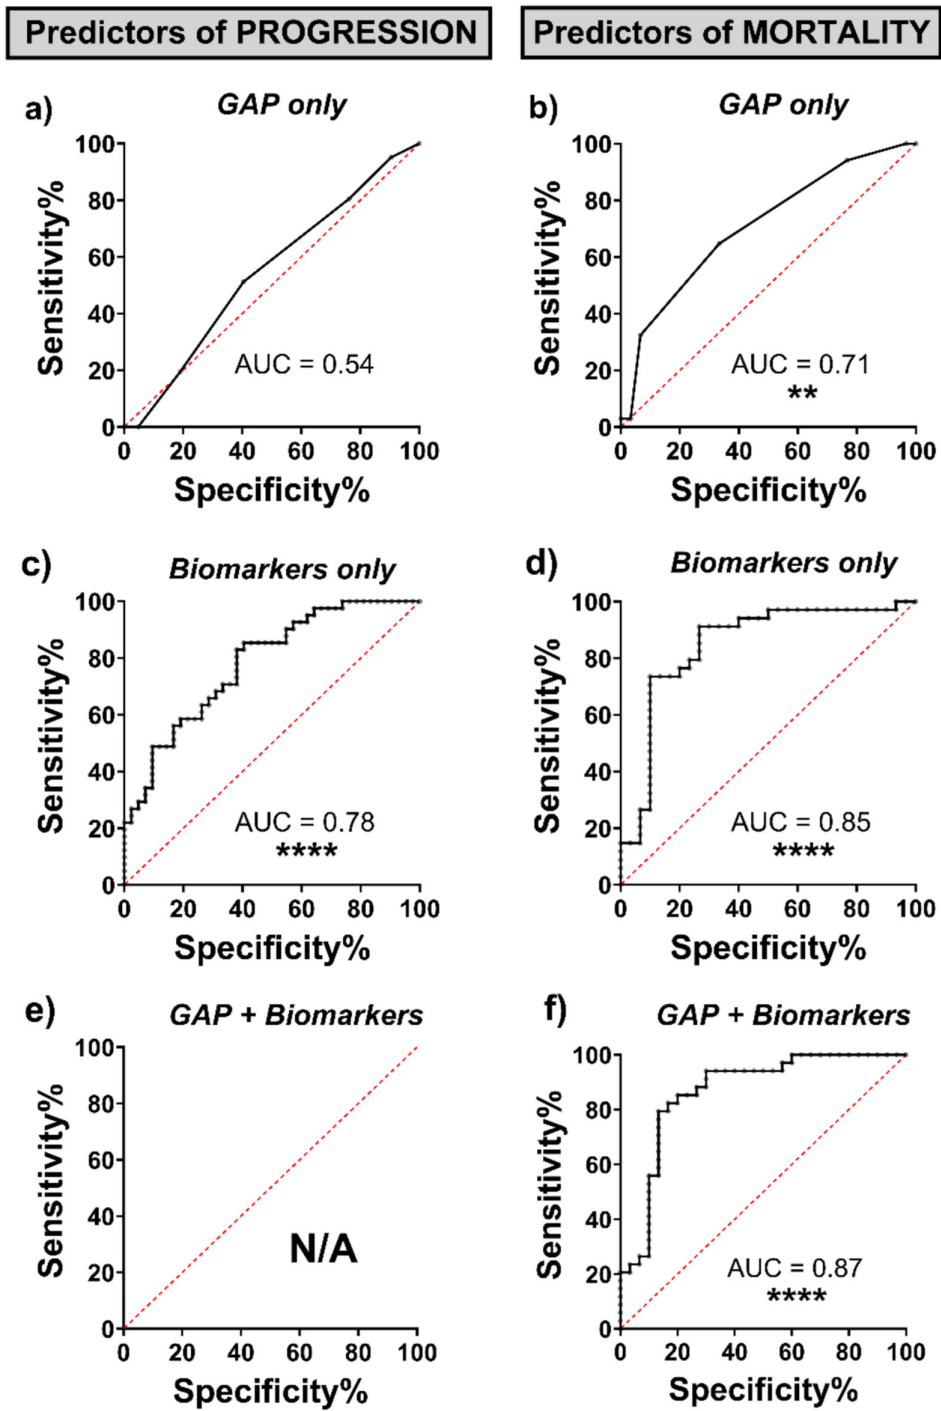 Predictors of PROGRESSION
Predictors of MORTALITY
a)
GAP only
Sensitivity%
100
80
60
40
20
0
AUC = 0.54
0 20 40 60 80 100
Specificity%
b)
GAP only
Sensitivity%
100
80
60
40
20
0
AUC = 0.71
**
0 20 40 60 80 100
Specificity%
c)
Biomarkers only
Sensitivity%
100
80
60
40
20
0
AUC = 0.78
****
0 20 40 60 80 100
Specificity%
d)
Biomarkers only
Sensitivity%
100
80
60
40
20
0
AUC = 0.85
****
0 20 40 60 80 100
Specificity%
e)
GAP + Biomarkers
Sensitivity%
100
80
60
40
20
0
N/A
0 20 40 60 80 100
Specificity%
f)
GAP + Biomarkers
Sensitivity%
100
80
60
40
20
0
AUC = 0.87
****
0 20 40 60 80 100
Specificity%